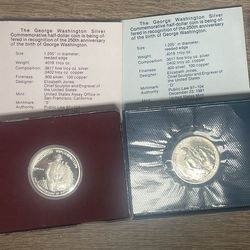 The George Washington Silver
Commemorative half-dollar coin is being of-
fered in recognition of the 250th anniversary
of the birth of George Washington.
Size: 1.205" in diameter,
reeded edge
Weight: .4019 troy oz.
Composition: .3617 fine troy oz. silver
.0402 troy oz. copper
Fineness: 900 silver, 100 copper
Designer: Elizabeth Jones,
Chief Sculptor and Engraver of
the United States
Mint: United States Assay Office in
San Francisco, California
Mintmark: "S"
The George Washington Silver
Commemorative half-dollar coin is being of-
fered in recognition of the 250th anniversary
of the birth of George Washington.
Size: 1.205" in diameter,
reeded edge
Weight: .4019 troy oz.
Composition: .3617 fine troy oz. silver
.0402 troy oz. copper
Fineness: 900 silver, 100 copper
Designer: Elizabeth Jones,
Chief Sculptor and Engraver of
the United States
Mintmark: "D"
Public Law 97–104
December 23, 1981